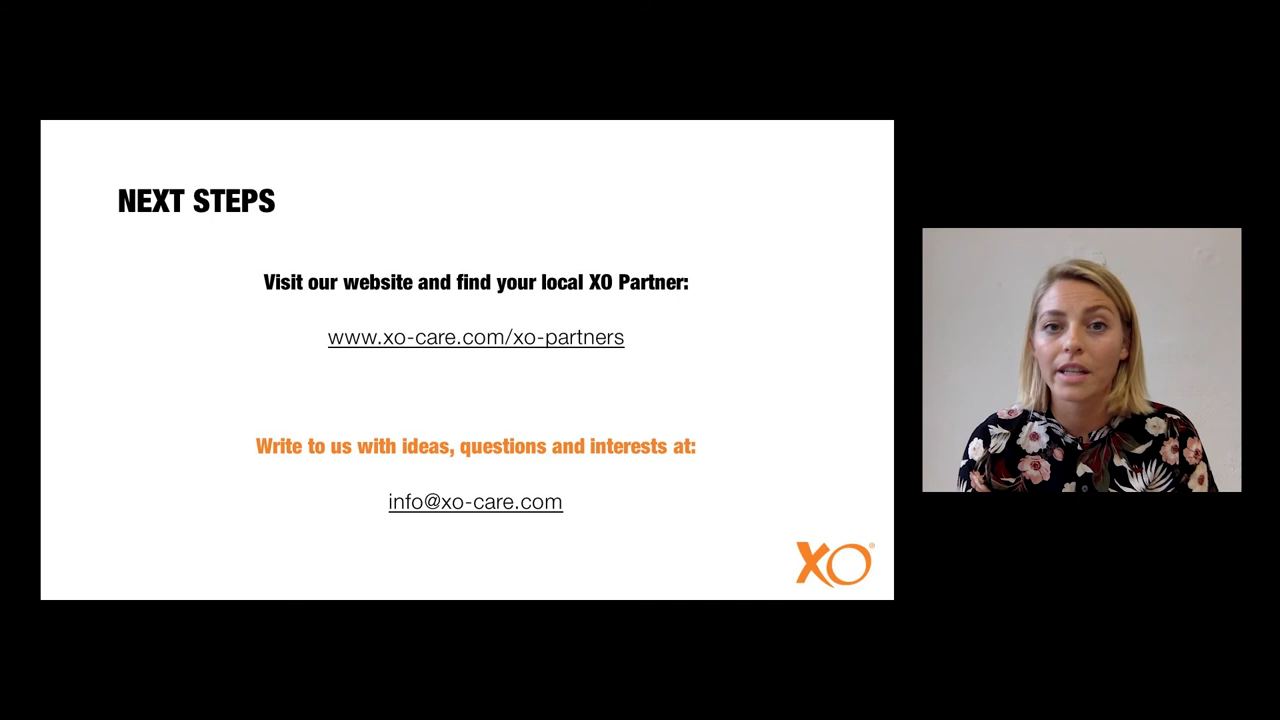 NEXT STEPS
Visit our website and find your local XO Partner:
www.xo-care.com/xo-partners
Write to us with ideas, questions and interests at:
info@xo-care.com
XO®